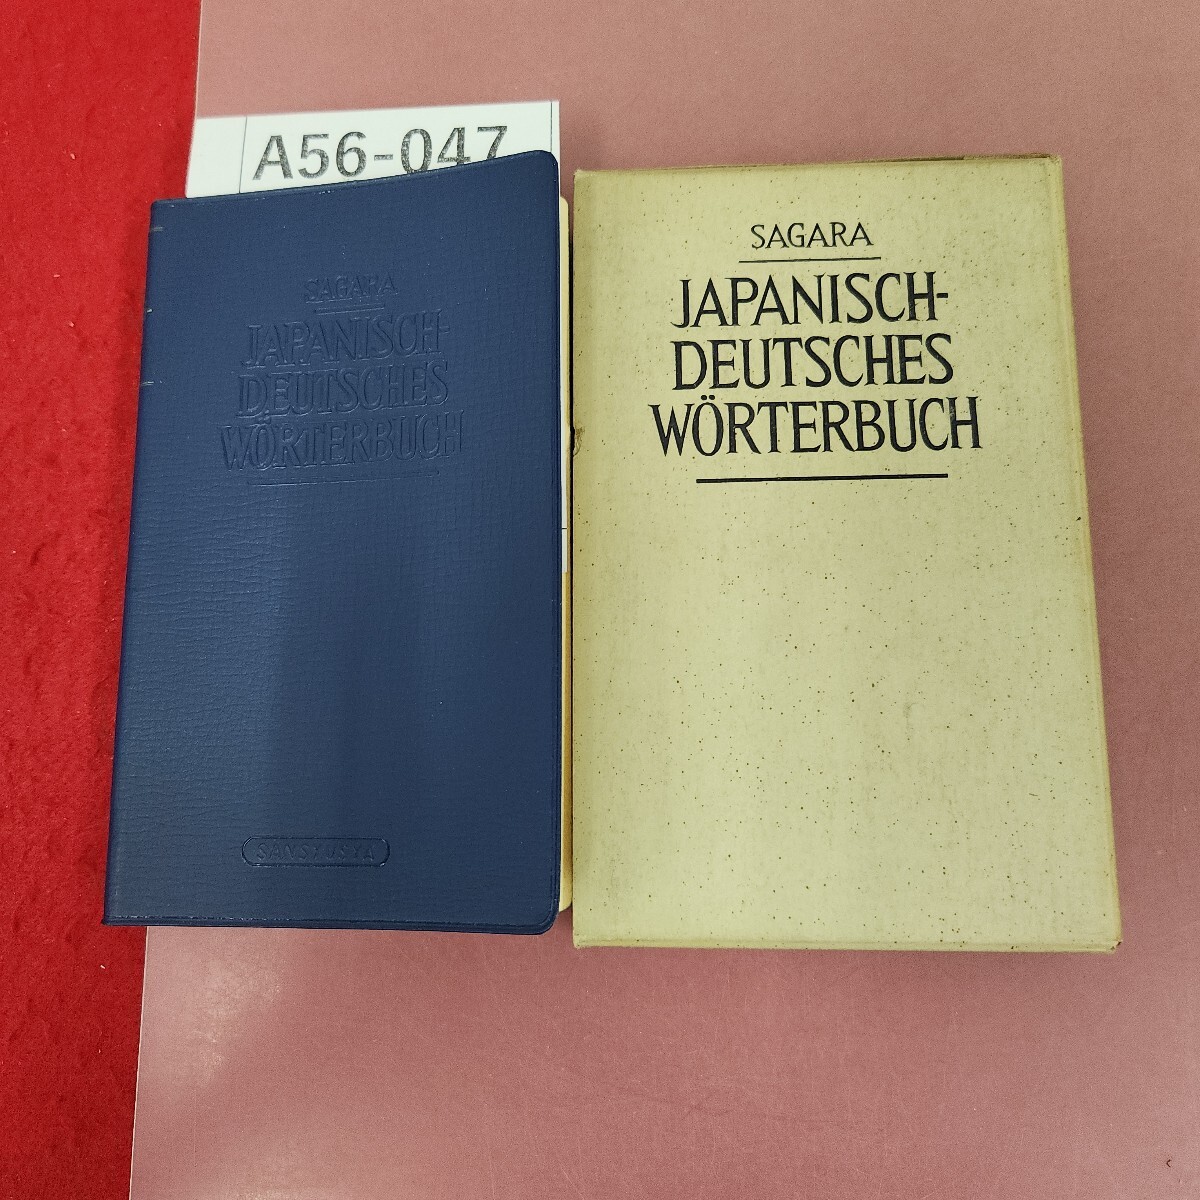 A56-047
SAGARA
JAPANISCH-
DEUTSCHES
WÖRTERBUCH
SANSYUSYA
SAGARA
JAPANISCH-
DEUTSCHES
WÖRTERBUCH